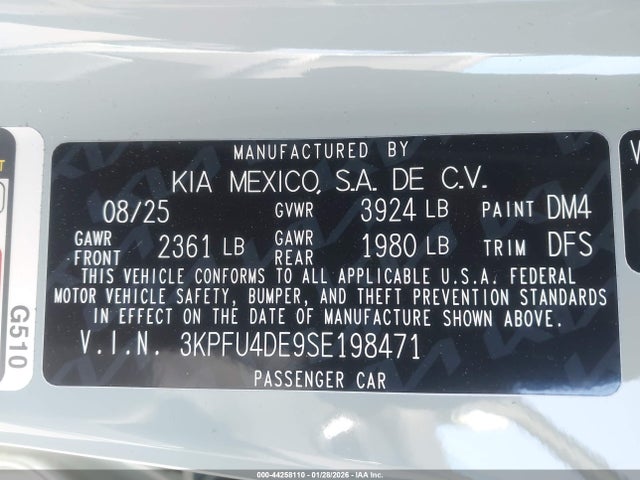 MANUFACTURED BY
KIA MEXICO, S.A. DE C.V.
08/25 GVWR 3924 LB PAINT DM4
GAWR FRONT 2361 LB GAWR REAR 1980 LB TRIM DFS
THIS VEHICLE CONFORMS TO ALL APPLICABLE U.S.A. FEDERAL
MOTOR VEHICLE SAFETY, BUMPER, AND THEFT PREVENTION STANDARDS
IN EFFECT ON THE DATE OF MANUFACTURE SHOWN ABOVE.
V.I.N. 3KPFU4DE9SE198471
PASSENGER CAR
G510
000-44258110 - 01/28/2026 - IAA Corp.